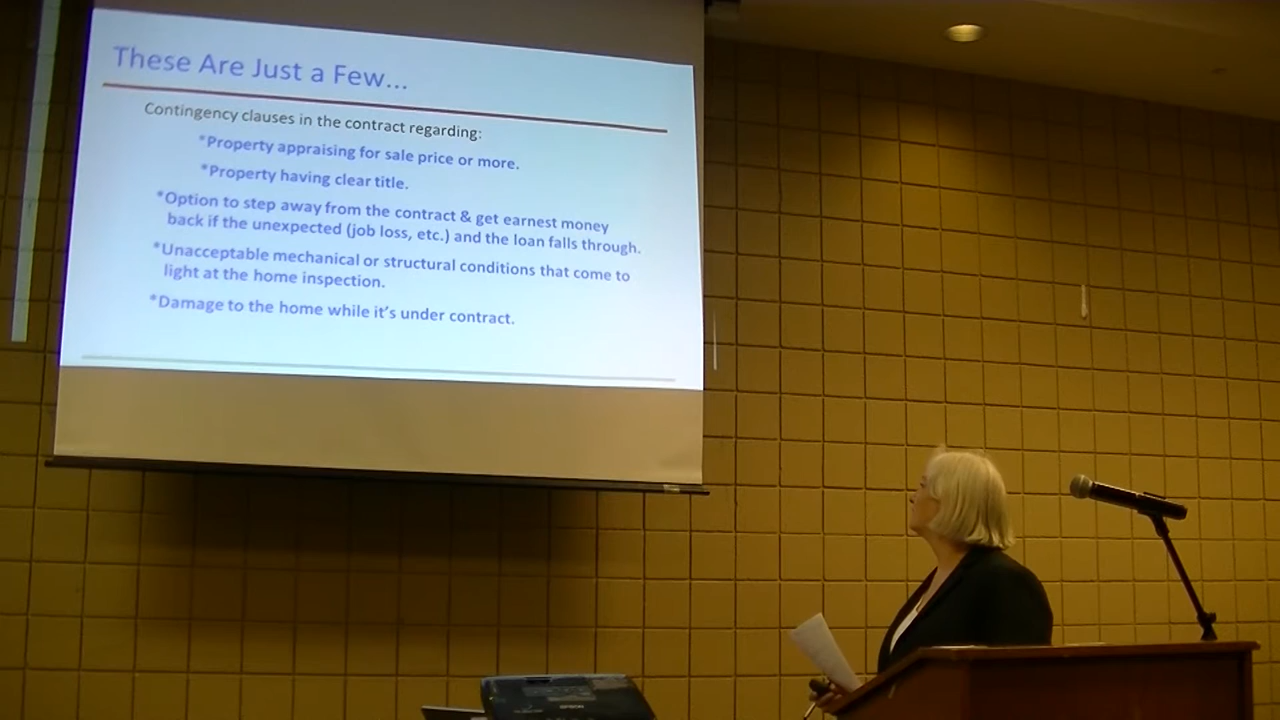 These Are Just a Few...
Contingency clauses in the contract regarding:
*Property appraising for sale price or more.
*Property having clear title.
*Option to step away from the contract & get earnest money
back if the unexpected (job loss, etc.) and the loan falls through.
*Unacceptable mechanical or structural conditions that come to
light at the home inspection.
*Damage to the home while it's under contract.
EPSON